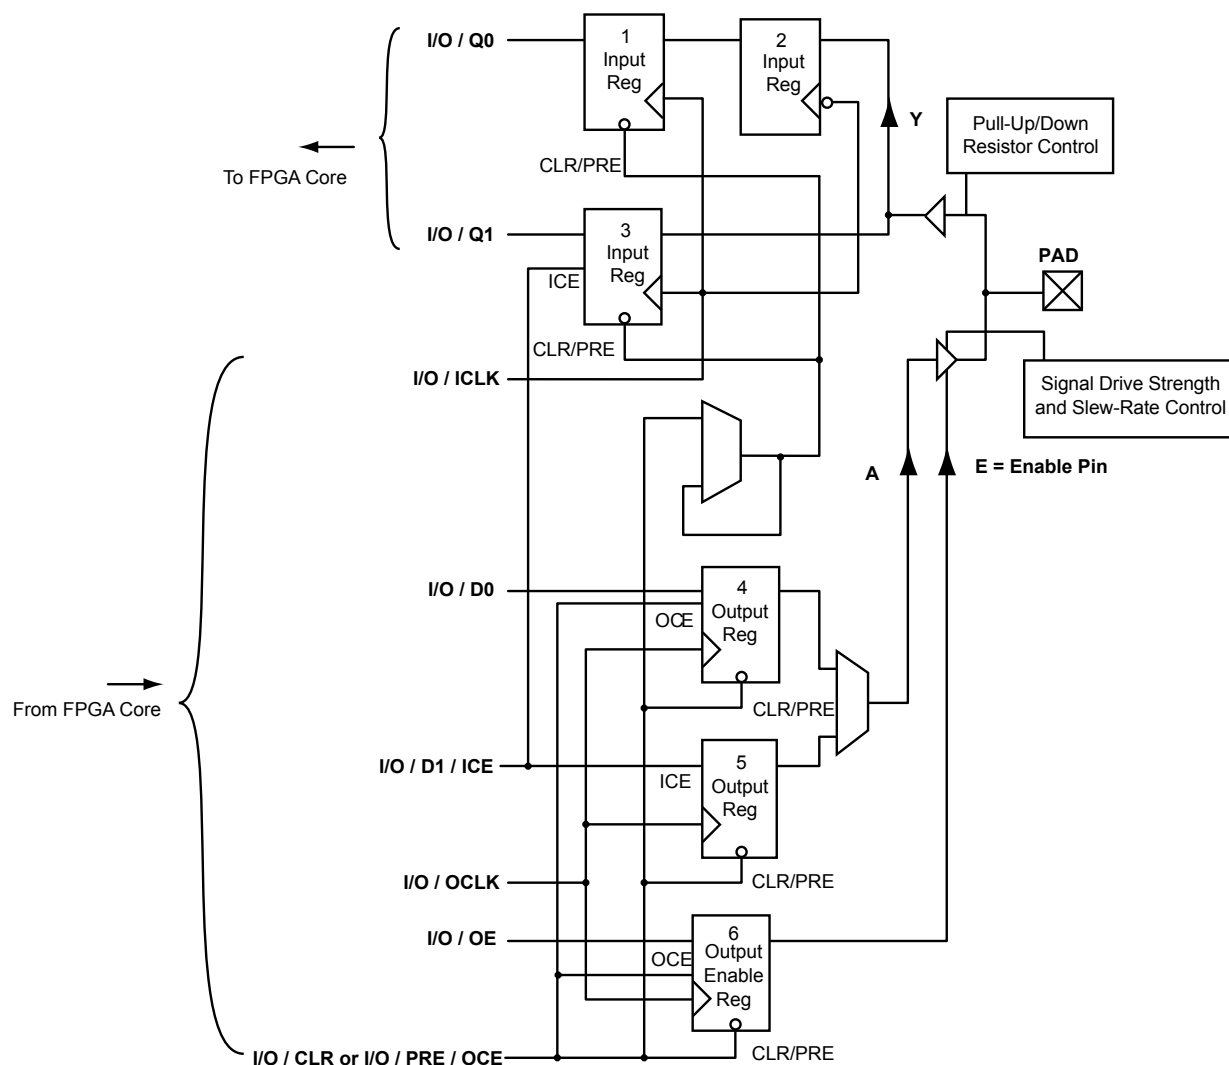 I/O / Q0
1
Input
Reg
2
Input
Reg
Y
Pull-Up/Down
Resistor Control
CLR/PRE
To FPGA Core
I/O / Q1
3
Input
Reg
ICE
PAD
CLR/PRE
I/O / ICLK
Signal Drive Strength
and Slew-Rate Control
A
E = Enable Pin
I/O / D0
4
Output
Reg
OCE
From FPGA Core
CLR/PRE
I/O / D1 / ICE
5
Output
Reg
ICE
I/O / OCLK
CLR/PRE
I/O / OE
6
Output
Enable
Reg
OCE
I/O / CLR or I/O / PRE / OCE
CLR/PRE